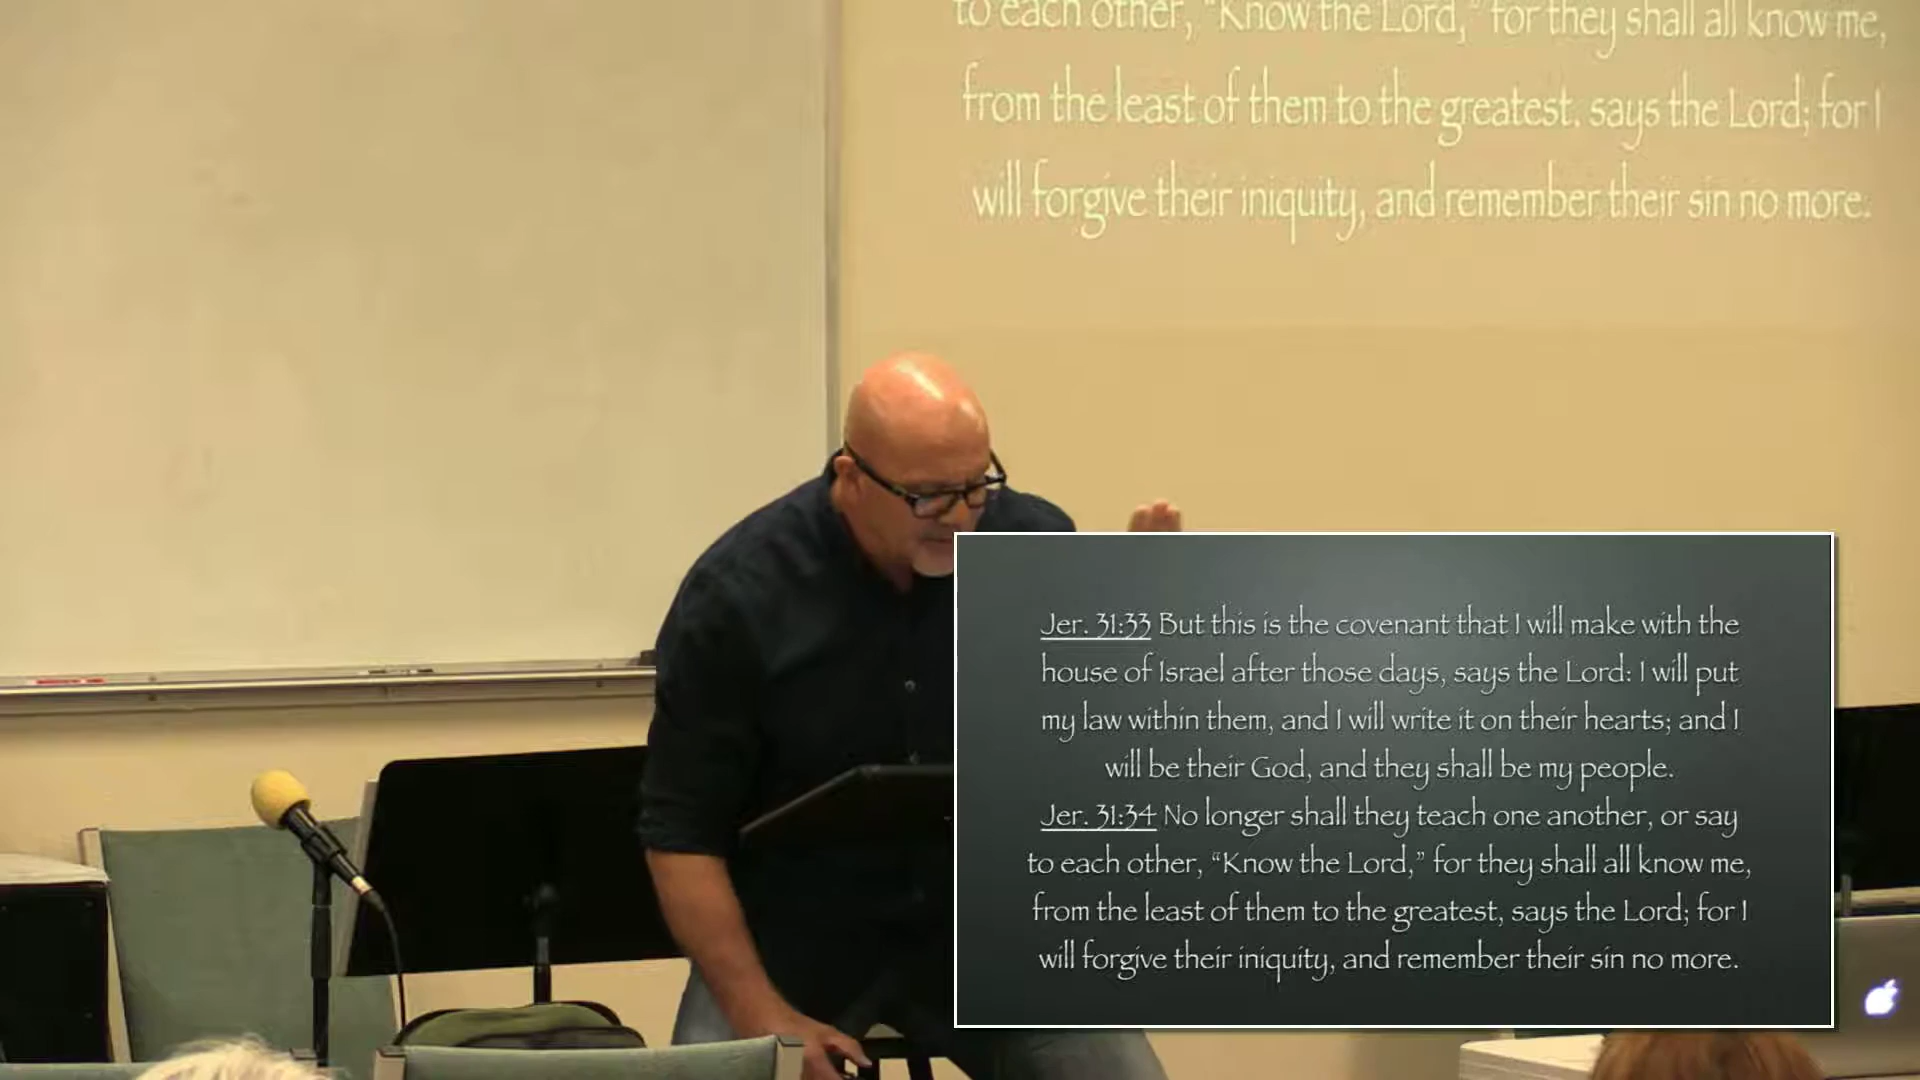 to each other, “Know the Lord,” for they shall all know me,
from the least of them to the greatest. says the Lord; for I
will forgive their iniquity, and remember their sin no more.
Jer. 31:33 But this is the covenant that I will make with the
house of Israel after those days, says the Lord: I will put
my law within them, and I will write it on their hearts; and I
will be their God, and they shall be my people.
Jer. 31:34 No longer shall they teach one another, or say
to each other, “Know the Lord,” for they shall all know me,
from the least of them to the greatest, says the Lord; for I
will forgive their iniquity, and remember their sin no more.